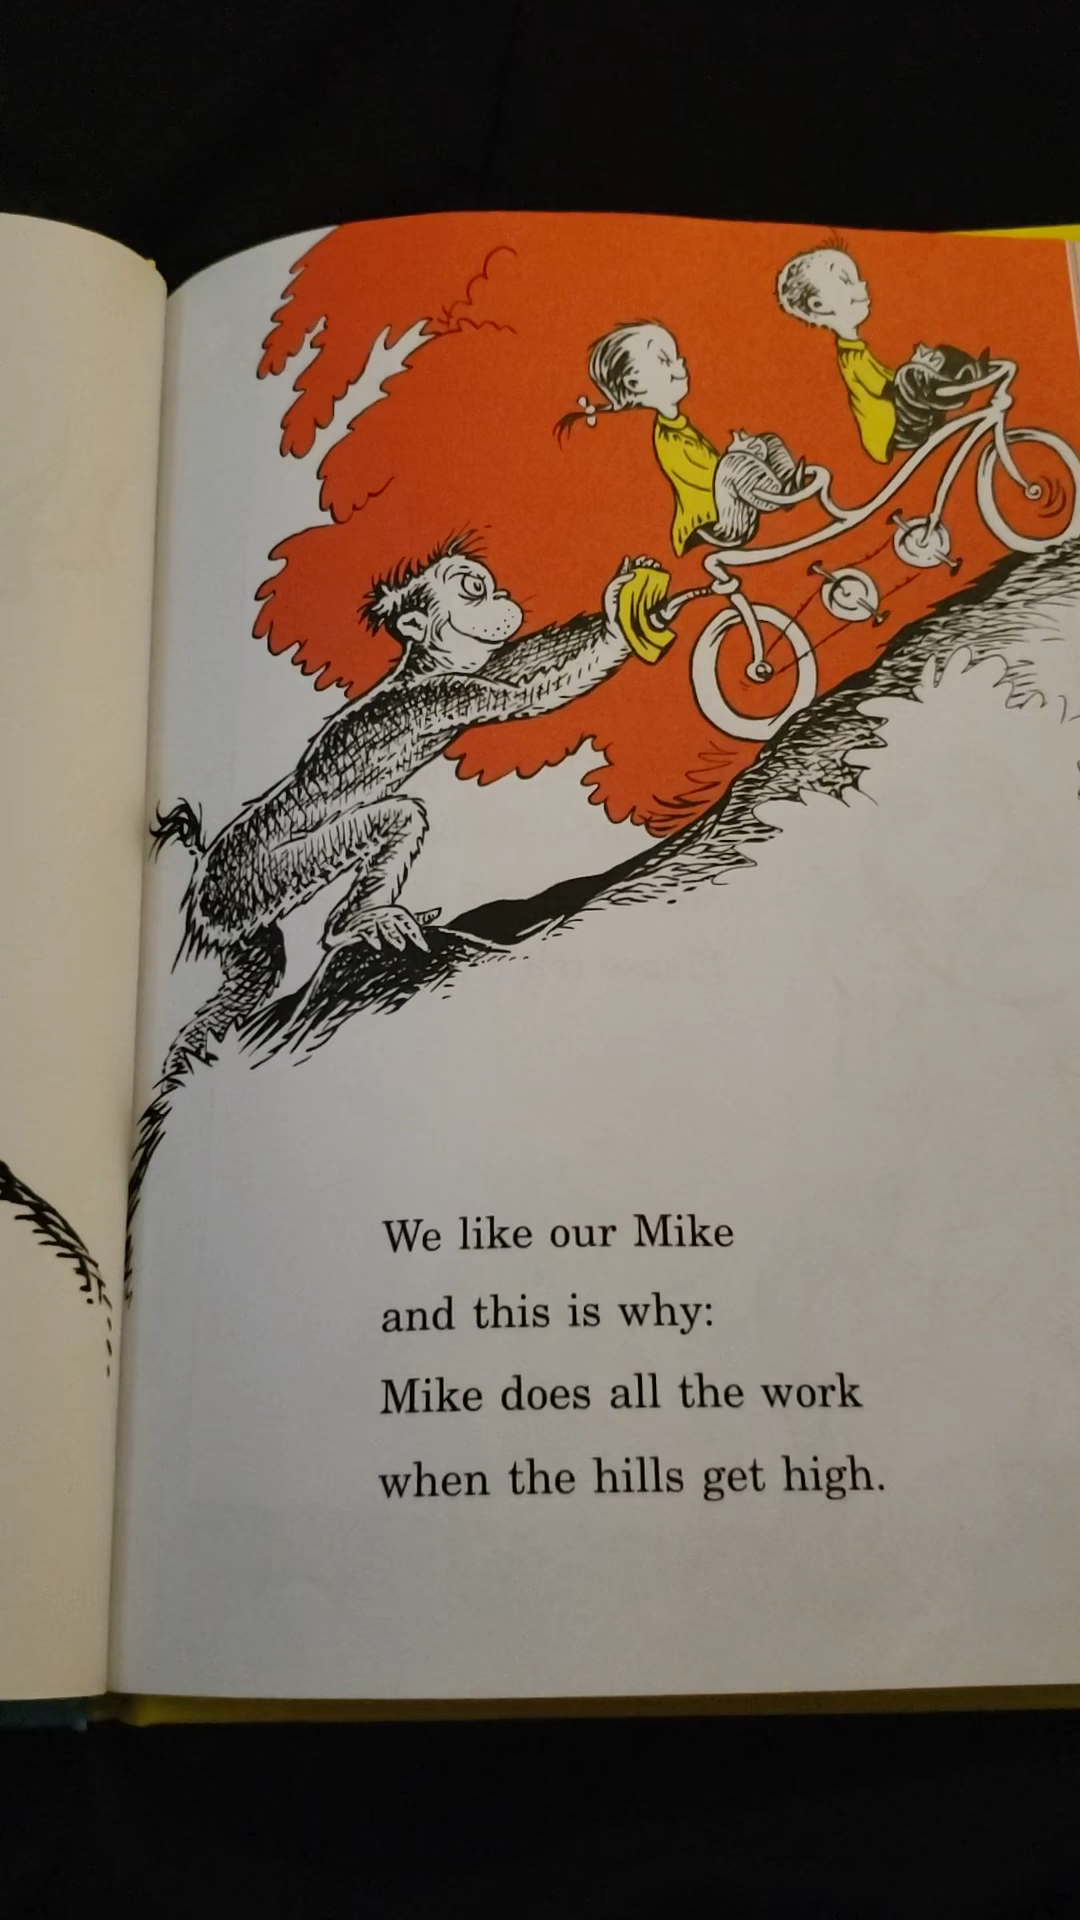 We like our Mike
and this is why:
Mike does all the work
when the hills get high.